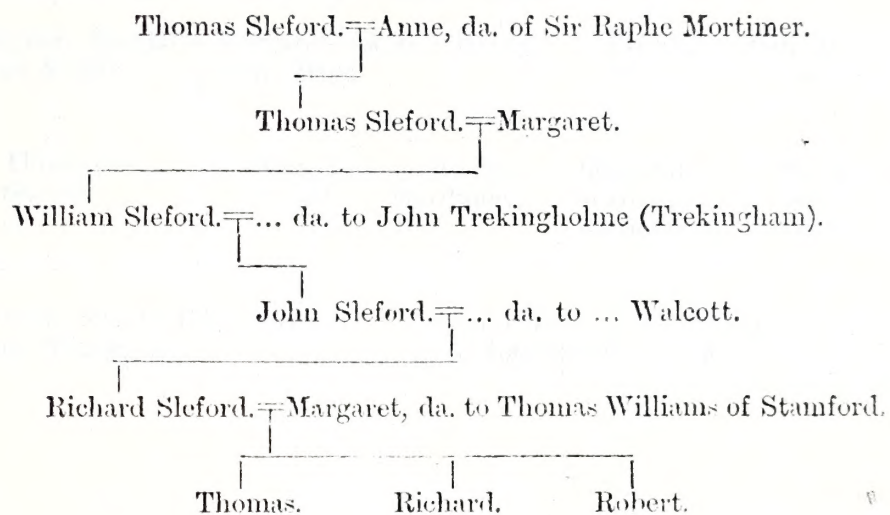 Thomas Sleford.=Anne, da. of Sir Raphe Mortimer.
Thomas Sleford.=Margaret.
William Sleford.=... da. to John Trekingholme (Trekingham).
John Sleford.=... da. to ... Walcott.
Richard Sleford.=Margaret, da. to Thomas Williams of Stamford.
Thomas. Richard. Robert.